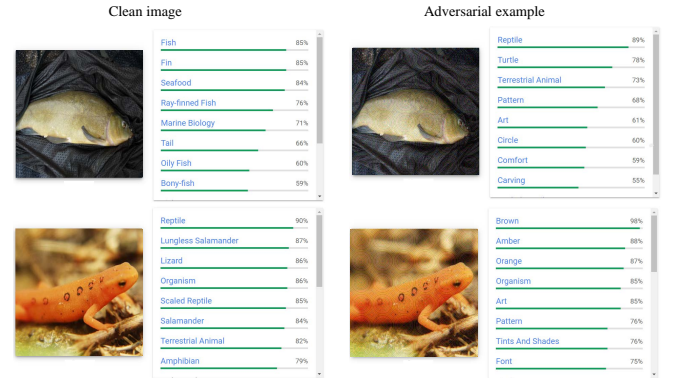 Clean image
Adversarial example
Fish 85%
Fin 85%
Seafood 84%
Ray-finned Fish 76%
Marine Biology 71%
Tail 66%
Oily Fish 60%
Bony-fish 59%
Reptile 89%
Turtle 78%
Terrestrial Animal 73%
Pattern 68%
Art 61%
Circle 60%
Comfort 59%
Carving 55%
Reptile 90%
Lungless Salamander 87%
Lizard 86%
Organism 86%
Scaled Reptile 85%
Salamander 84%
Terrestrial Animal 82%
Amphibian 79%
Brown 98%
Amber 88%
Orange 87%
Organism 85%
Art 85%
Pattern 76%
Tints And Shades 76%
Font 75%